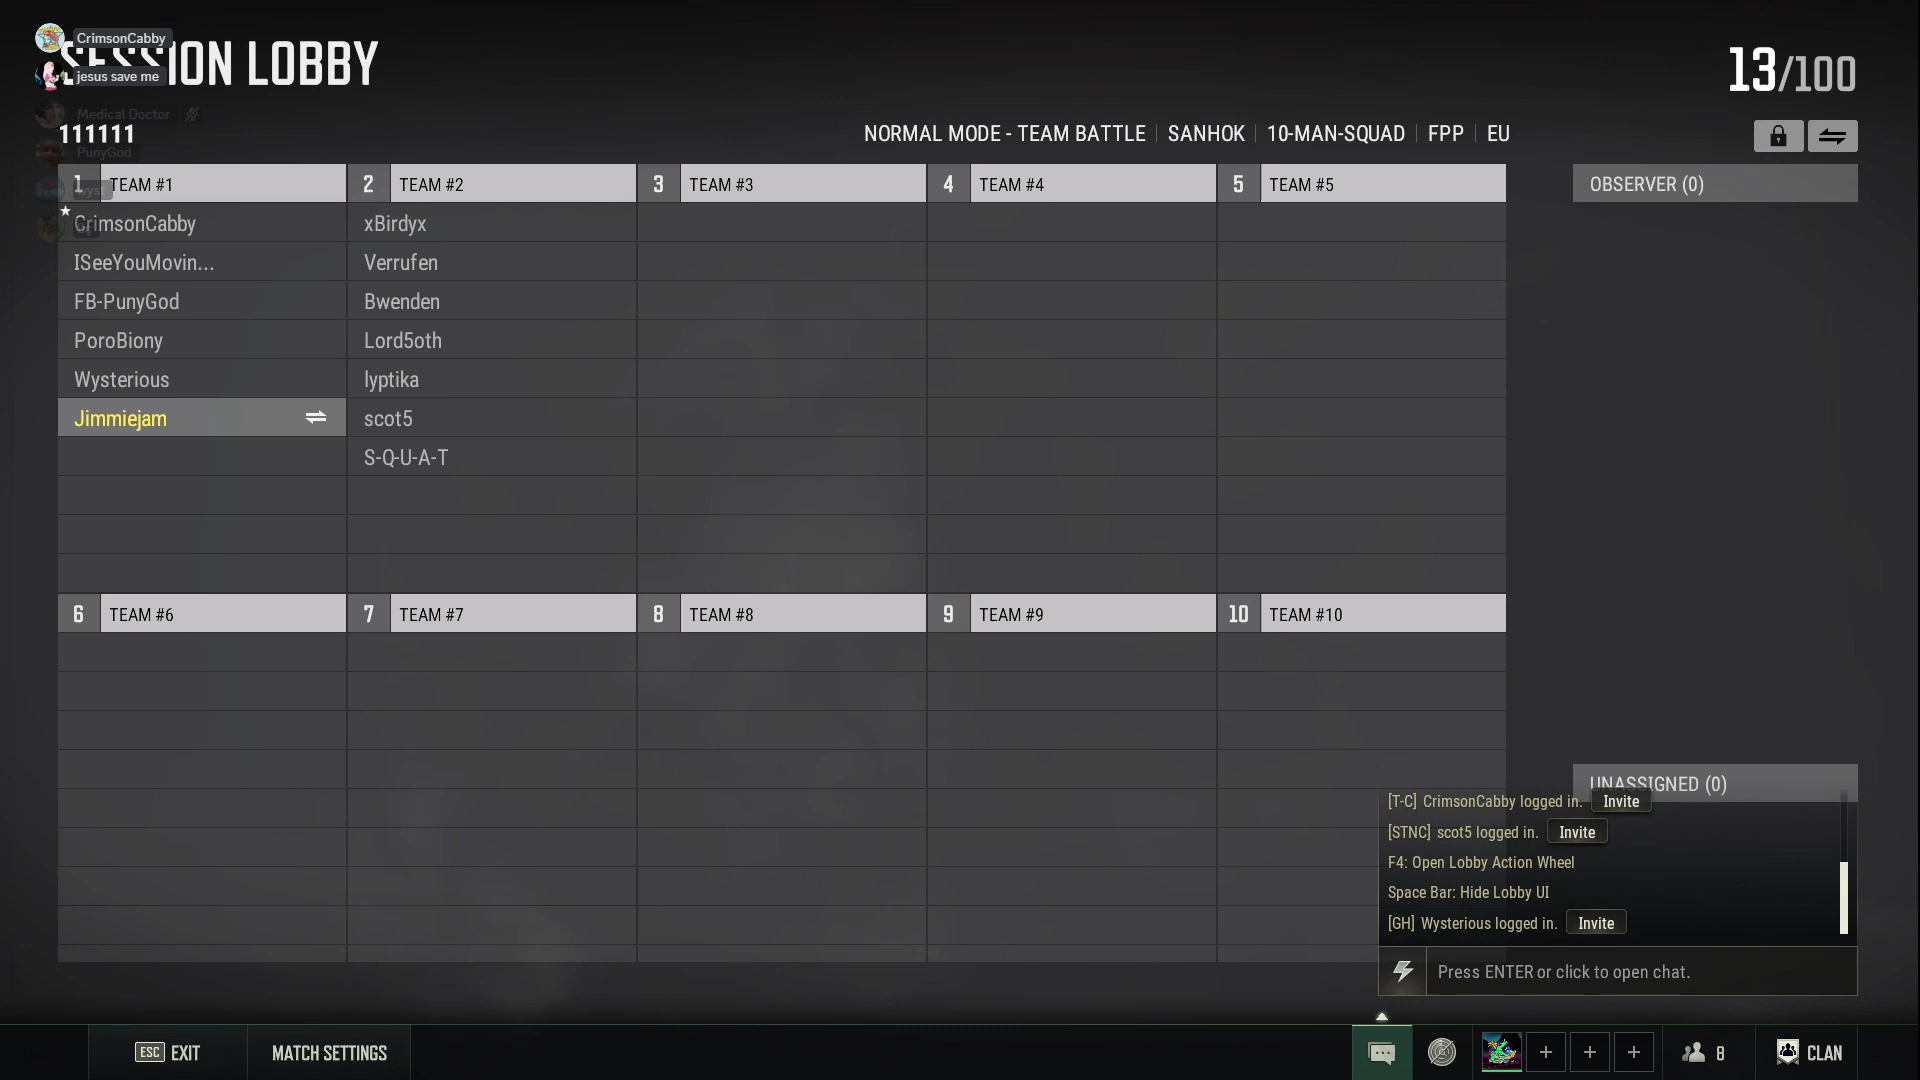 CrimsonCabby
SESSION LOBBY
jesus save me
13/100
Medical Doctor
111111
NORMAL MODE - TEAM BATTLE | SANHOK | 10-MAN-SQUAD | FPP | EU
PunyGod
1 TEAM #1
2 TEAM #2
3 TEAM #3
4 TEAM #4
5 TEAM #5
OBSERVER (0)
CrimsonCabby
xBirdyx
ISeeYouMovin...
Verrufen
FB-PunyGod
Bwenden
PoroBiony
Lord5oth
Wysterious
lyptika
Jimmiejam
scot5
S-Q-U-A-T
6 TEAM #6
7 TEAM #7
8 TEAM #8
9 TEAM #9
10 TEAM #10
UNASSIGNED (0)
[T-C] CrimsonCabby logged in. Invite
[STNC] scot5 logged in. Invite
F4: Open Lobby Action Wheel
Space Bar: Hide Lobby UI
[GH] Wysterious logged in. Invite
Press ENTER or click to open chat.
ESC EXIT
MATCH SETTINGS
8
CLAN